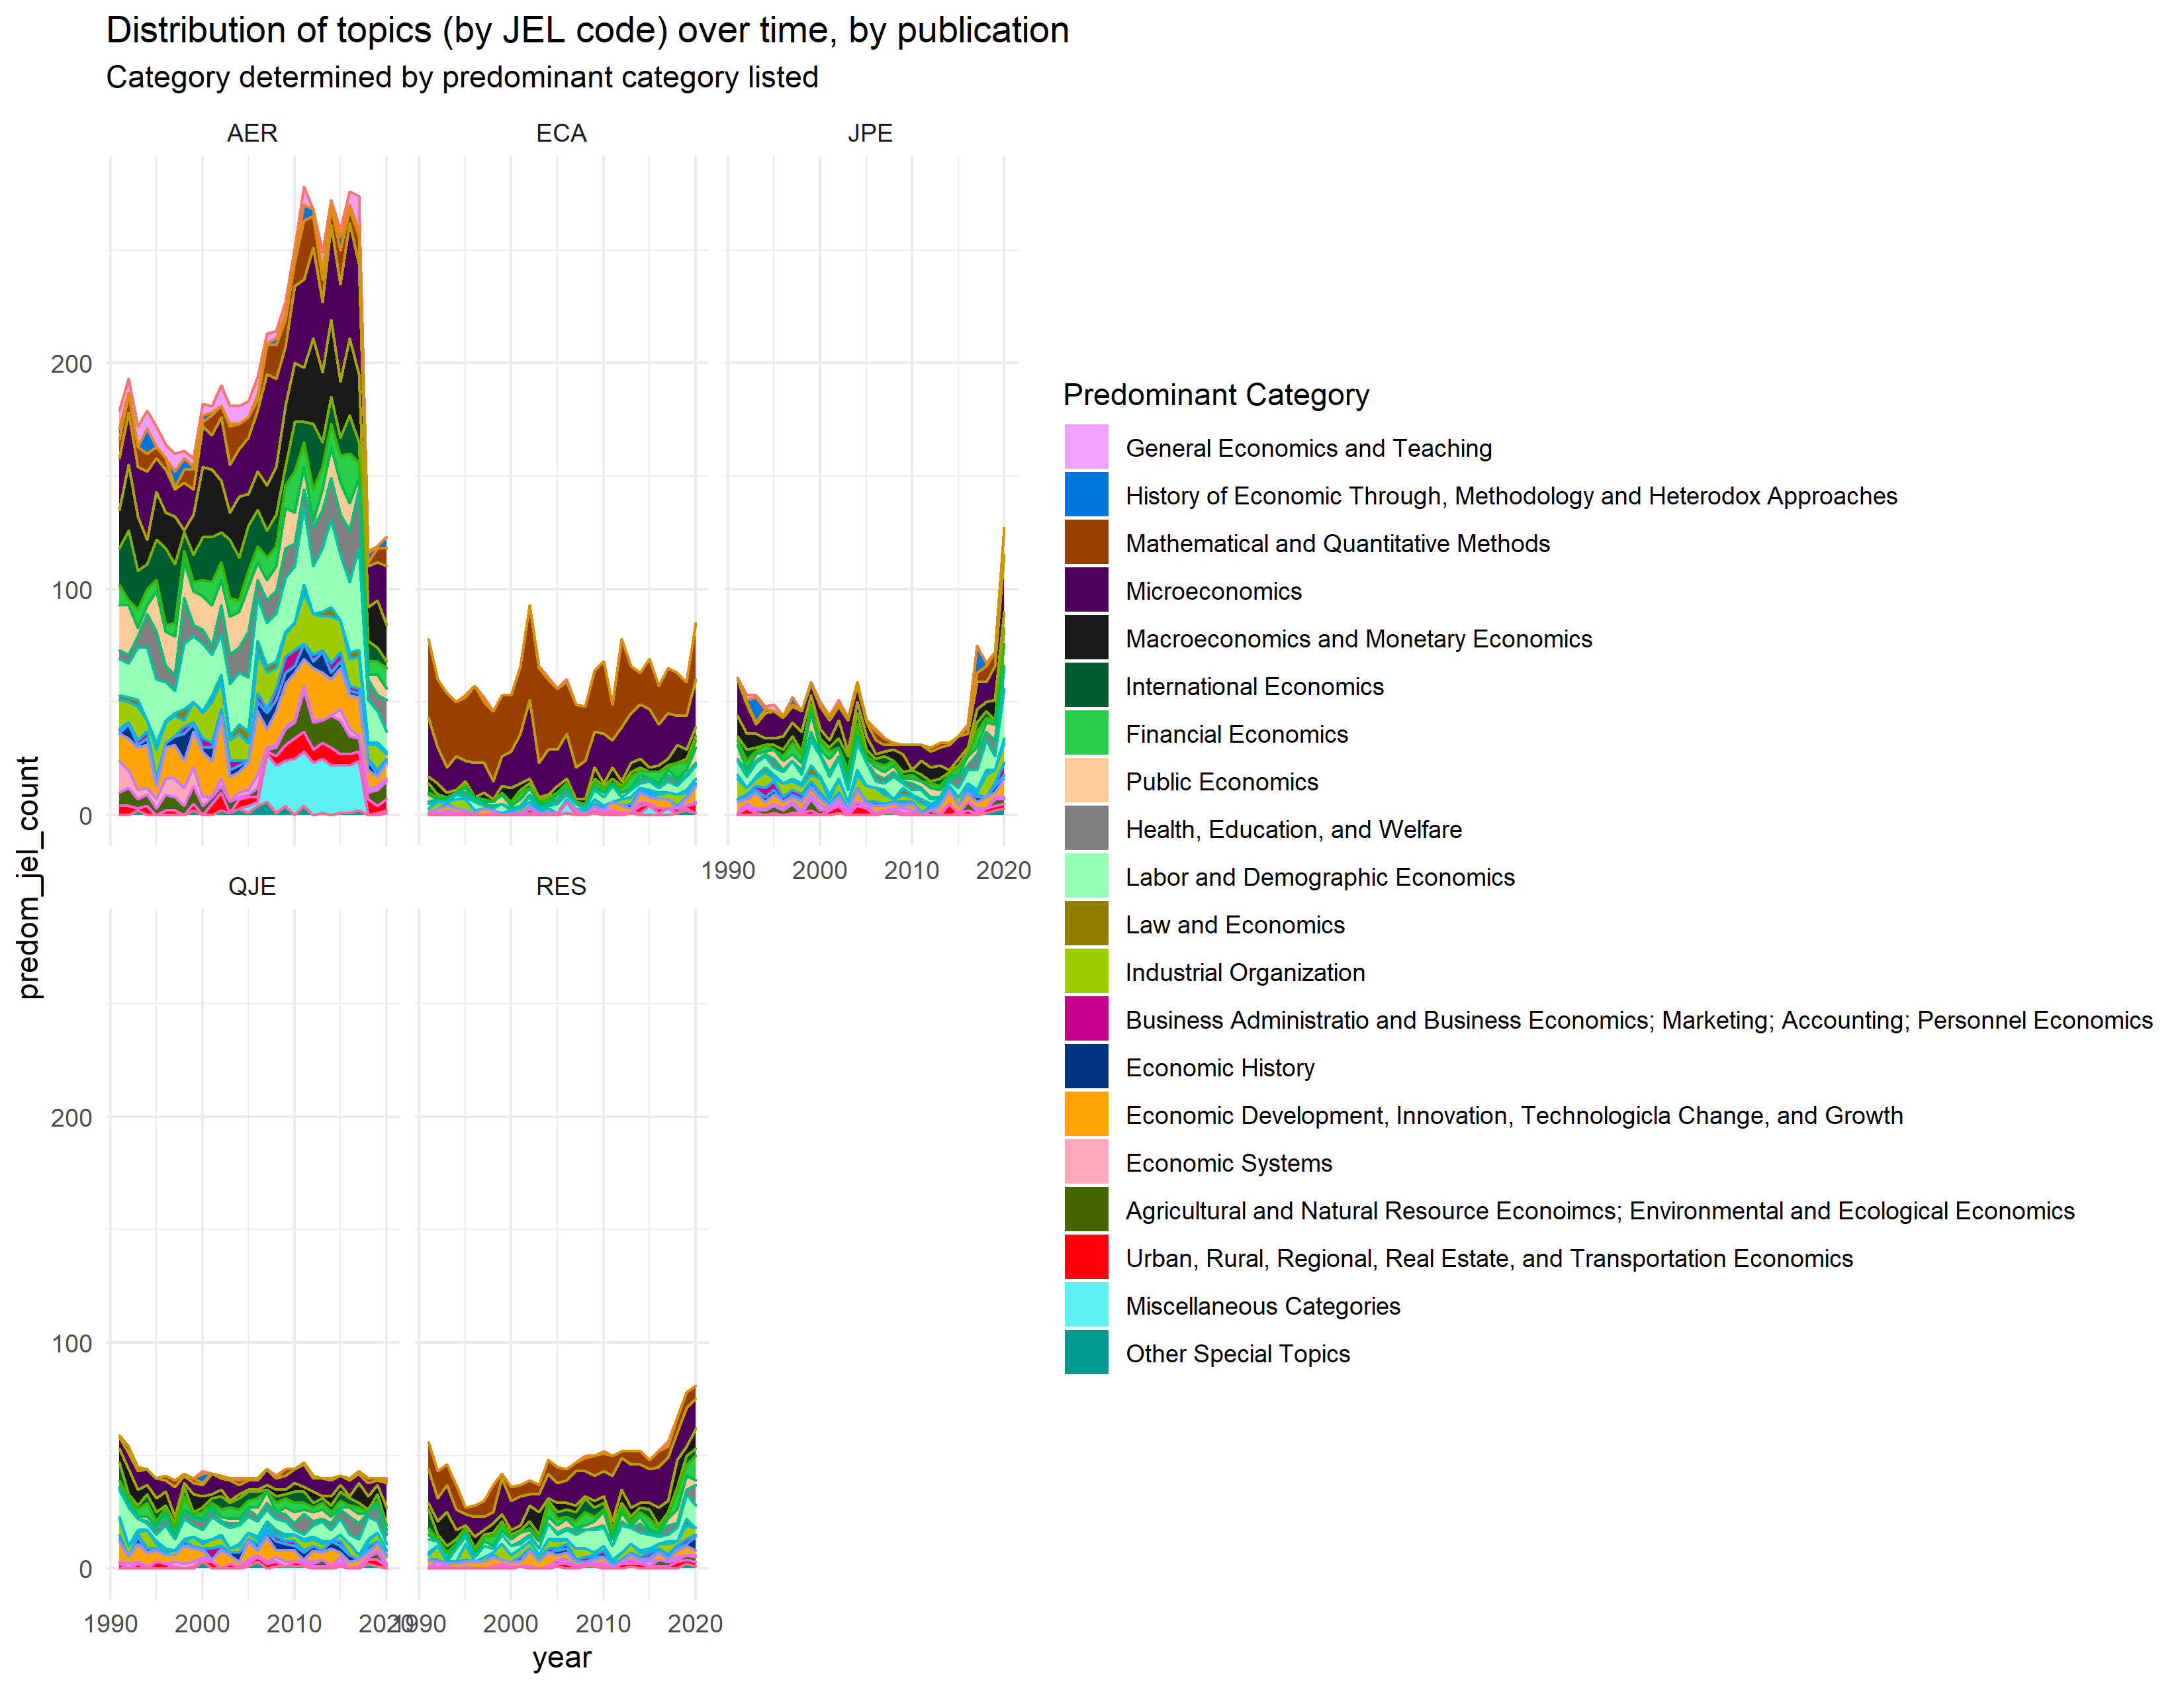 Distribution of topics (by JEL code) over time, by publication
Category determined by predominant category listed
AER
ECA
JPE
200
100
0
1990
2000
2010
2020
QJE
RES
200
100
0
1990
2000
2010
2020
1990
2000
2010
2020
year
predom_jel_count
Predominant Category
General Economics and Teaching
History of Economic Through, Methodology and Heterodox Approaches
Mathematical and Quantitative Methods
Microeconomics
Macroeconomics and Monetary Economics
International Economics
Financial Economics
Public Economics
Health, Education, and Welfare
Labor and Demographic Economics
Law and Economics
Industrial Organization
Business Administratio and Business Economics; Marketing; Accounting; Personnel Economics
Economic History
Economic Development, Innovation, Technologicla Change, and Growth
Economic Systems
Agricultural and Natural Resource Econoimcs; Environmental and Ecological Economics
Urban, Rural, Regional, Real Estate, and Transportation Economics
Miscellaneous Categories
Other Special Topics